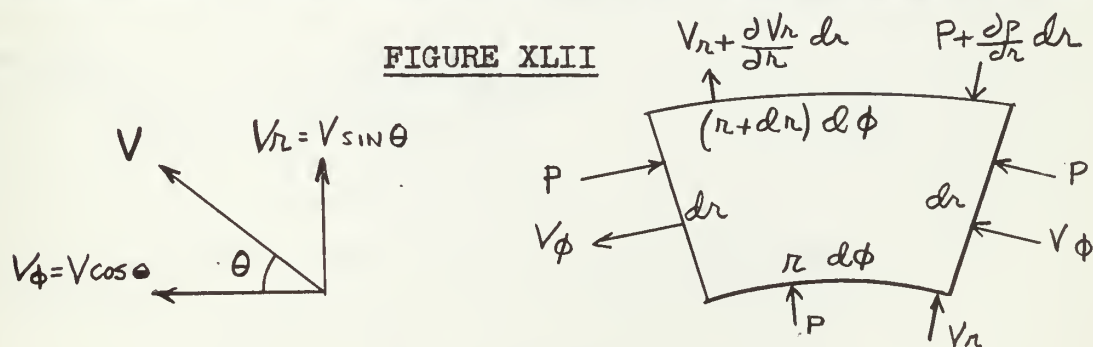 FIGURE XLII
V
Vr = V SIN θ
Vϕ = V cos θ
θ
Vr + ∂Vr/∂r dr
P + ∂p/∂r dr
(r + dr) dϕ
P
P
dr
dr
Vϕ
Vϕ
r dϕ
P
Vr